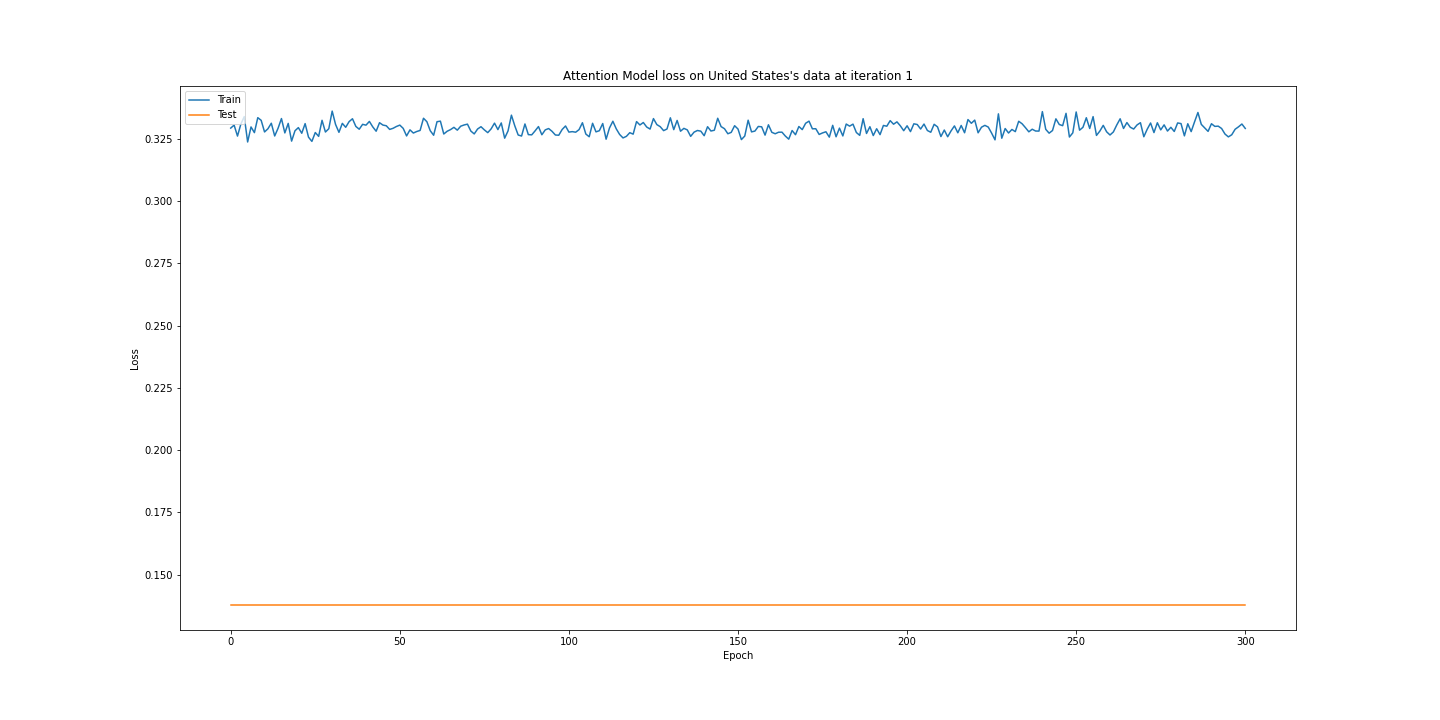 Attention Model loss on United States's data at iteration 1
Train
Test
0.325
0.300
0.275
0.250
0.225
0.200
0.175
0.150
Loss
0 50 100 150 200 250 300
Epoch